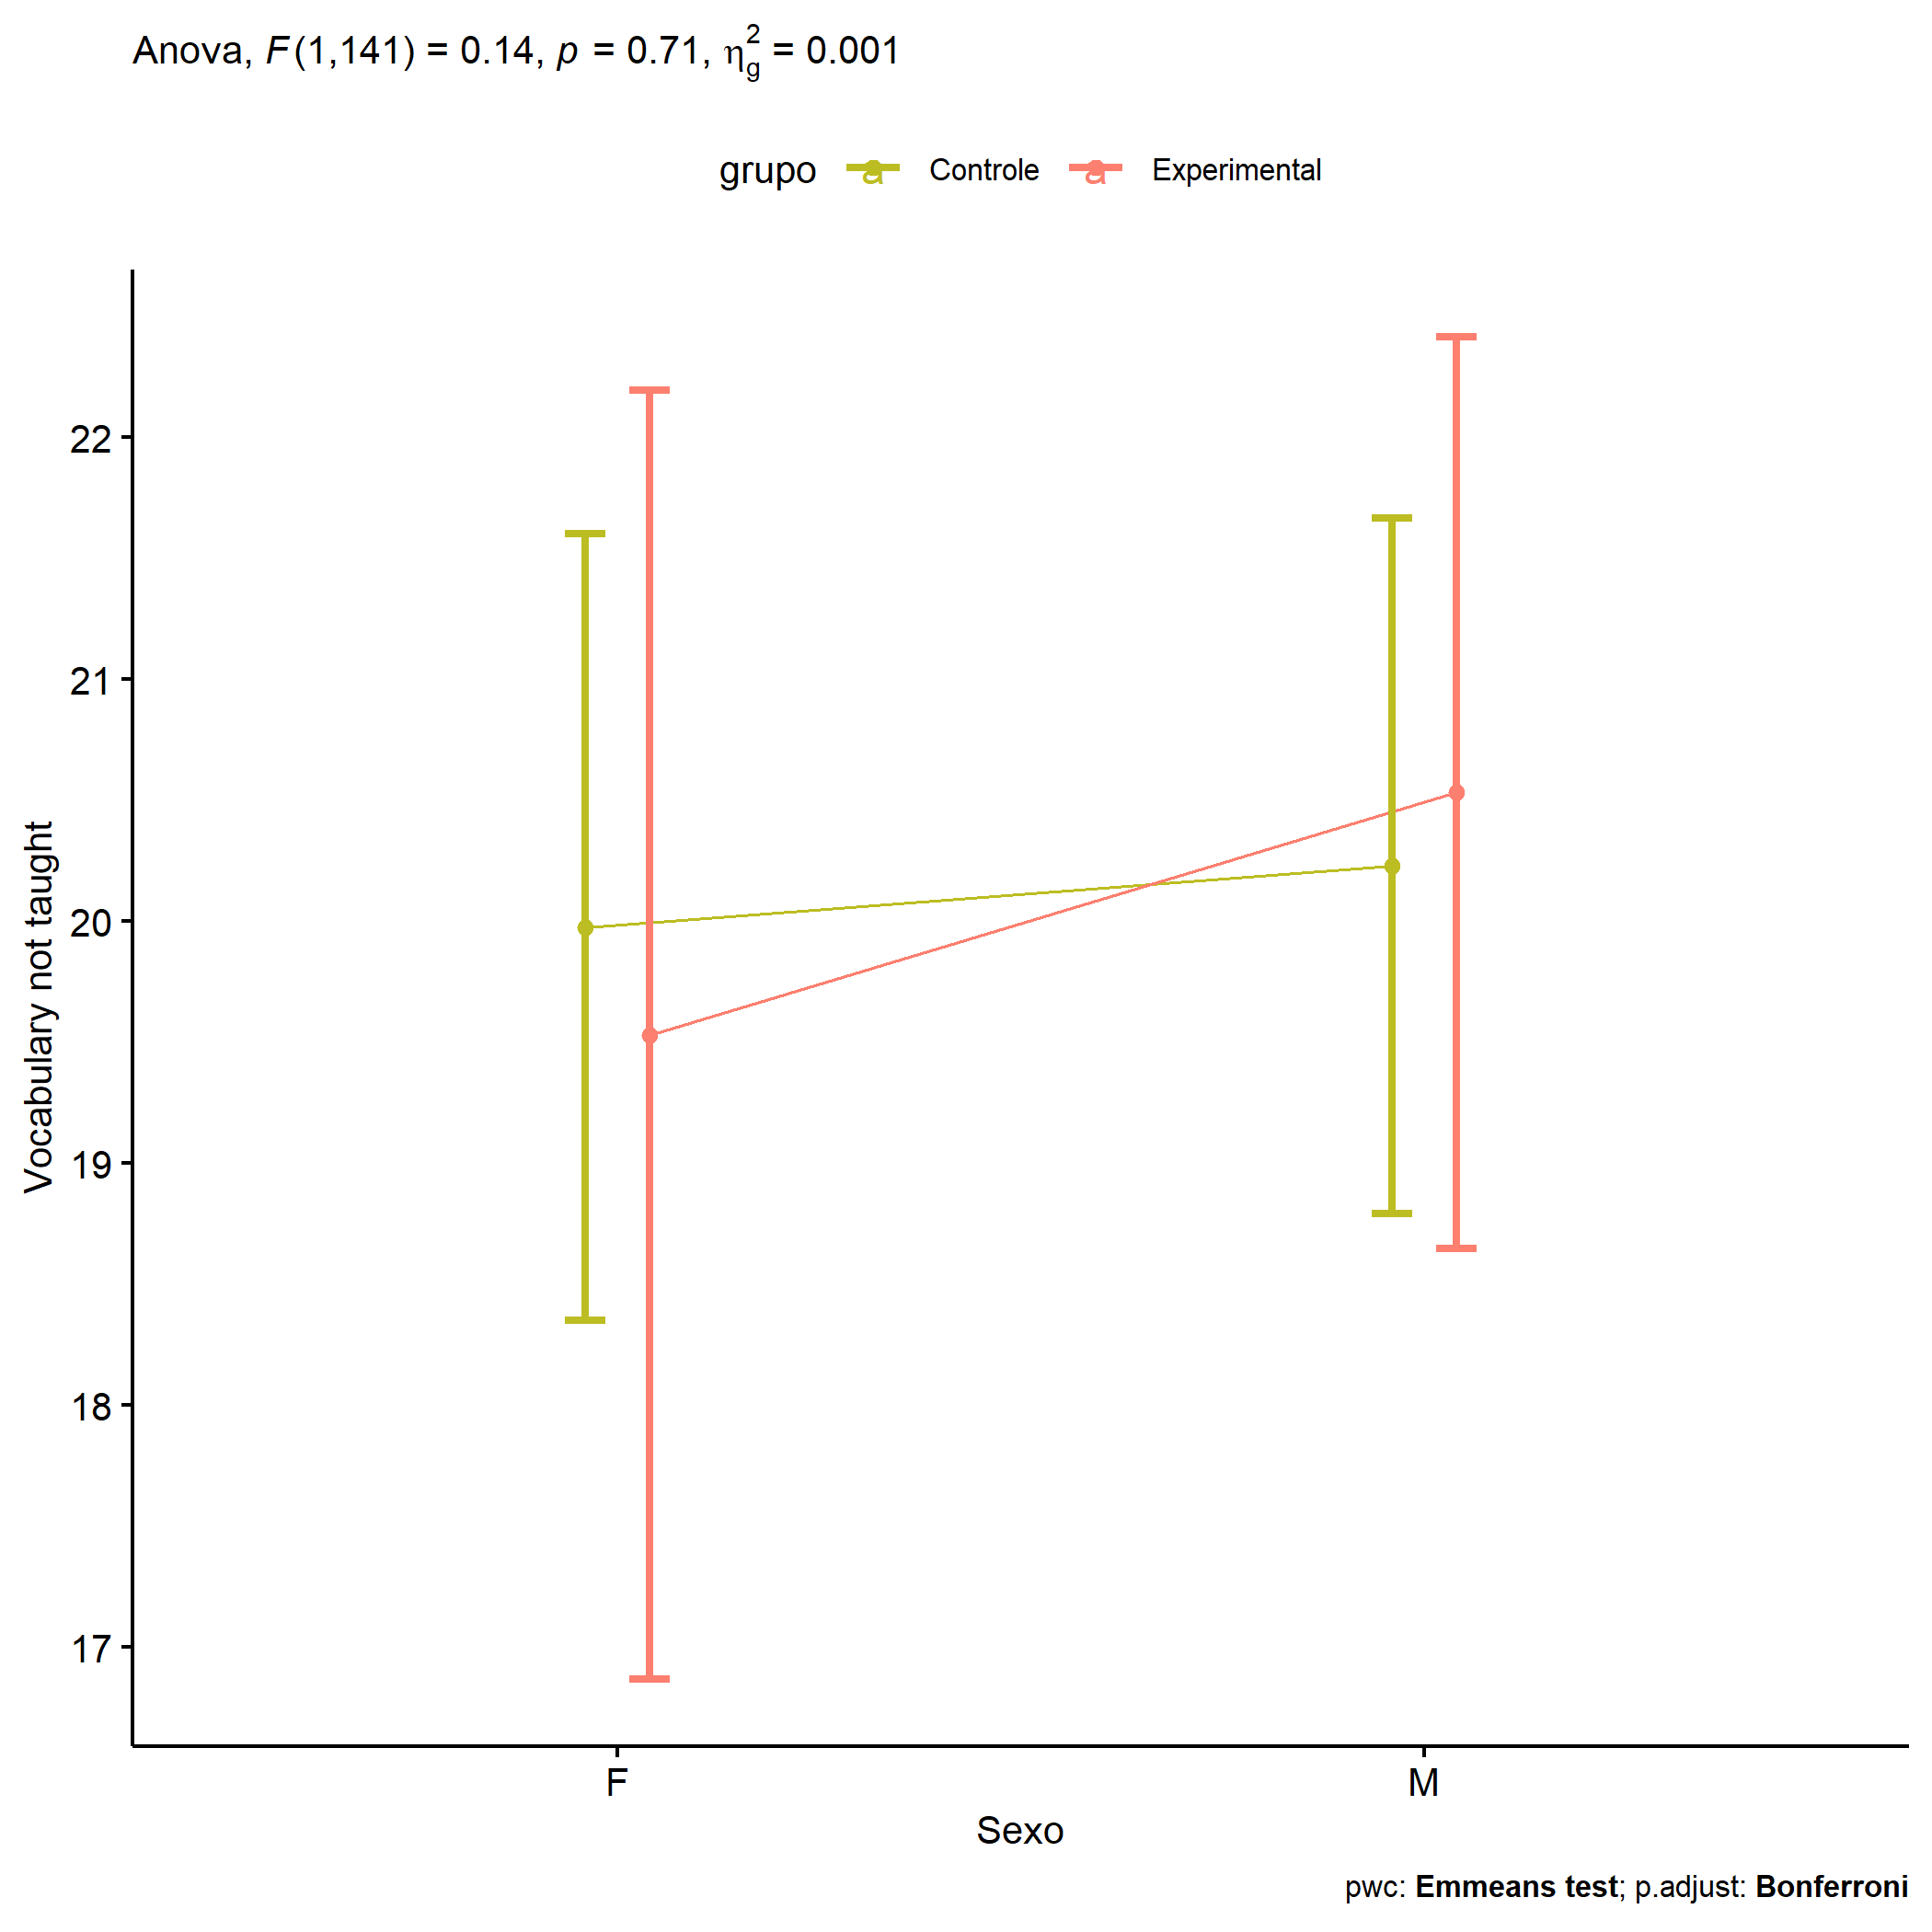 Anova, F(1,141) = 0.14, p = 0.71, η²g = 0.001
grupo a Controle a Experimental
22
21
20
19
18
17
Vocabulary not taught
F M
Sexo
pwc: Emmeans test; p.adjust: Bonferroni